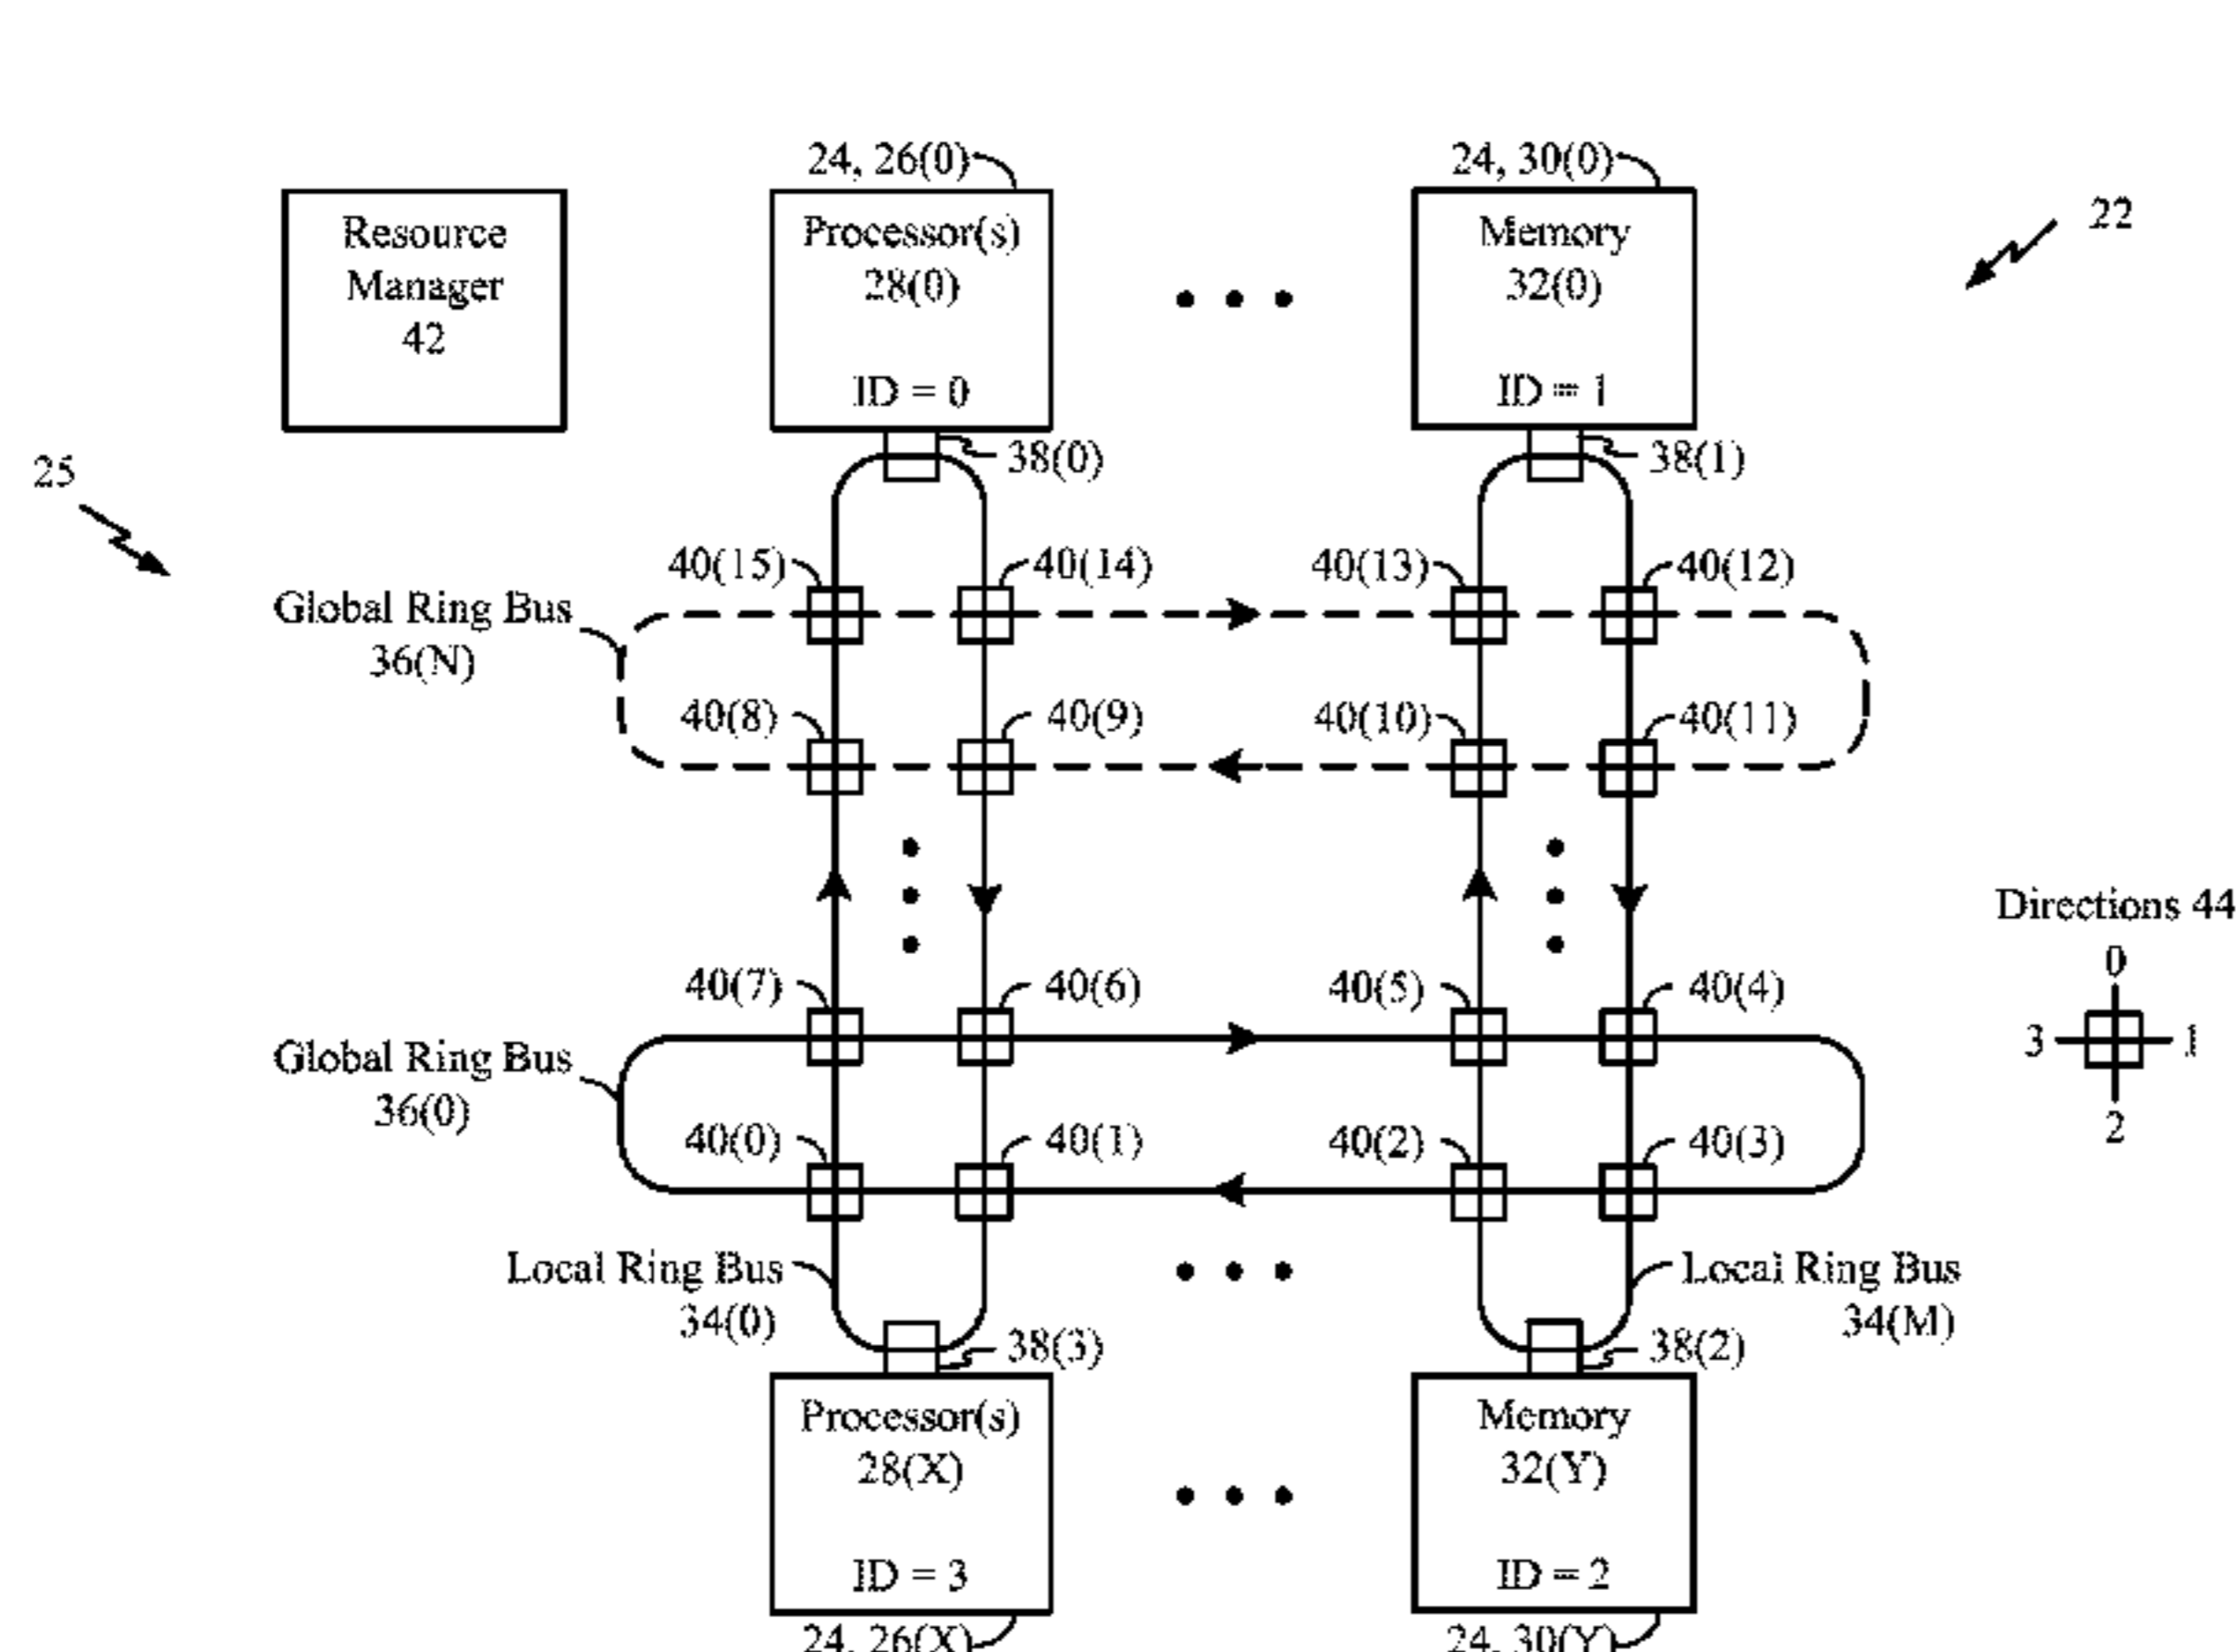 24, 26(0)
24, 30(0)
22
Resource
Manager
42
Processor(s)
28(0)
ID = 0
Memory
32(0)
ID = 1
25
38(0)
38(1)
40(15)
40(14)
40(13)
40(12)
Global Ring Bus
36(N)
40(8)
40(9)
40(10)
40(11)
Directions 44
0
3
1
2
40(7)
40(6)
40(5)
40(4)
Global Ring Bus
36(0)
40(0)
40(1)
40(2)
40(3)
Local Ring Bus
34(0)
Local Ring Bus
34(M)
38(3)
38(2)
Processor(s)
28(X)
ID = 3
Memory
32(Y)
ID = 2
24, 26(X)
24, 30(Y)